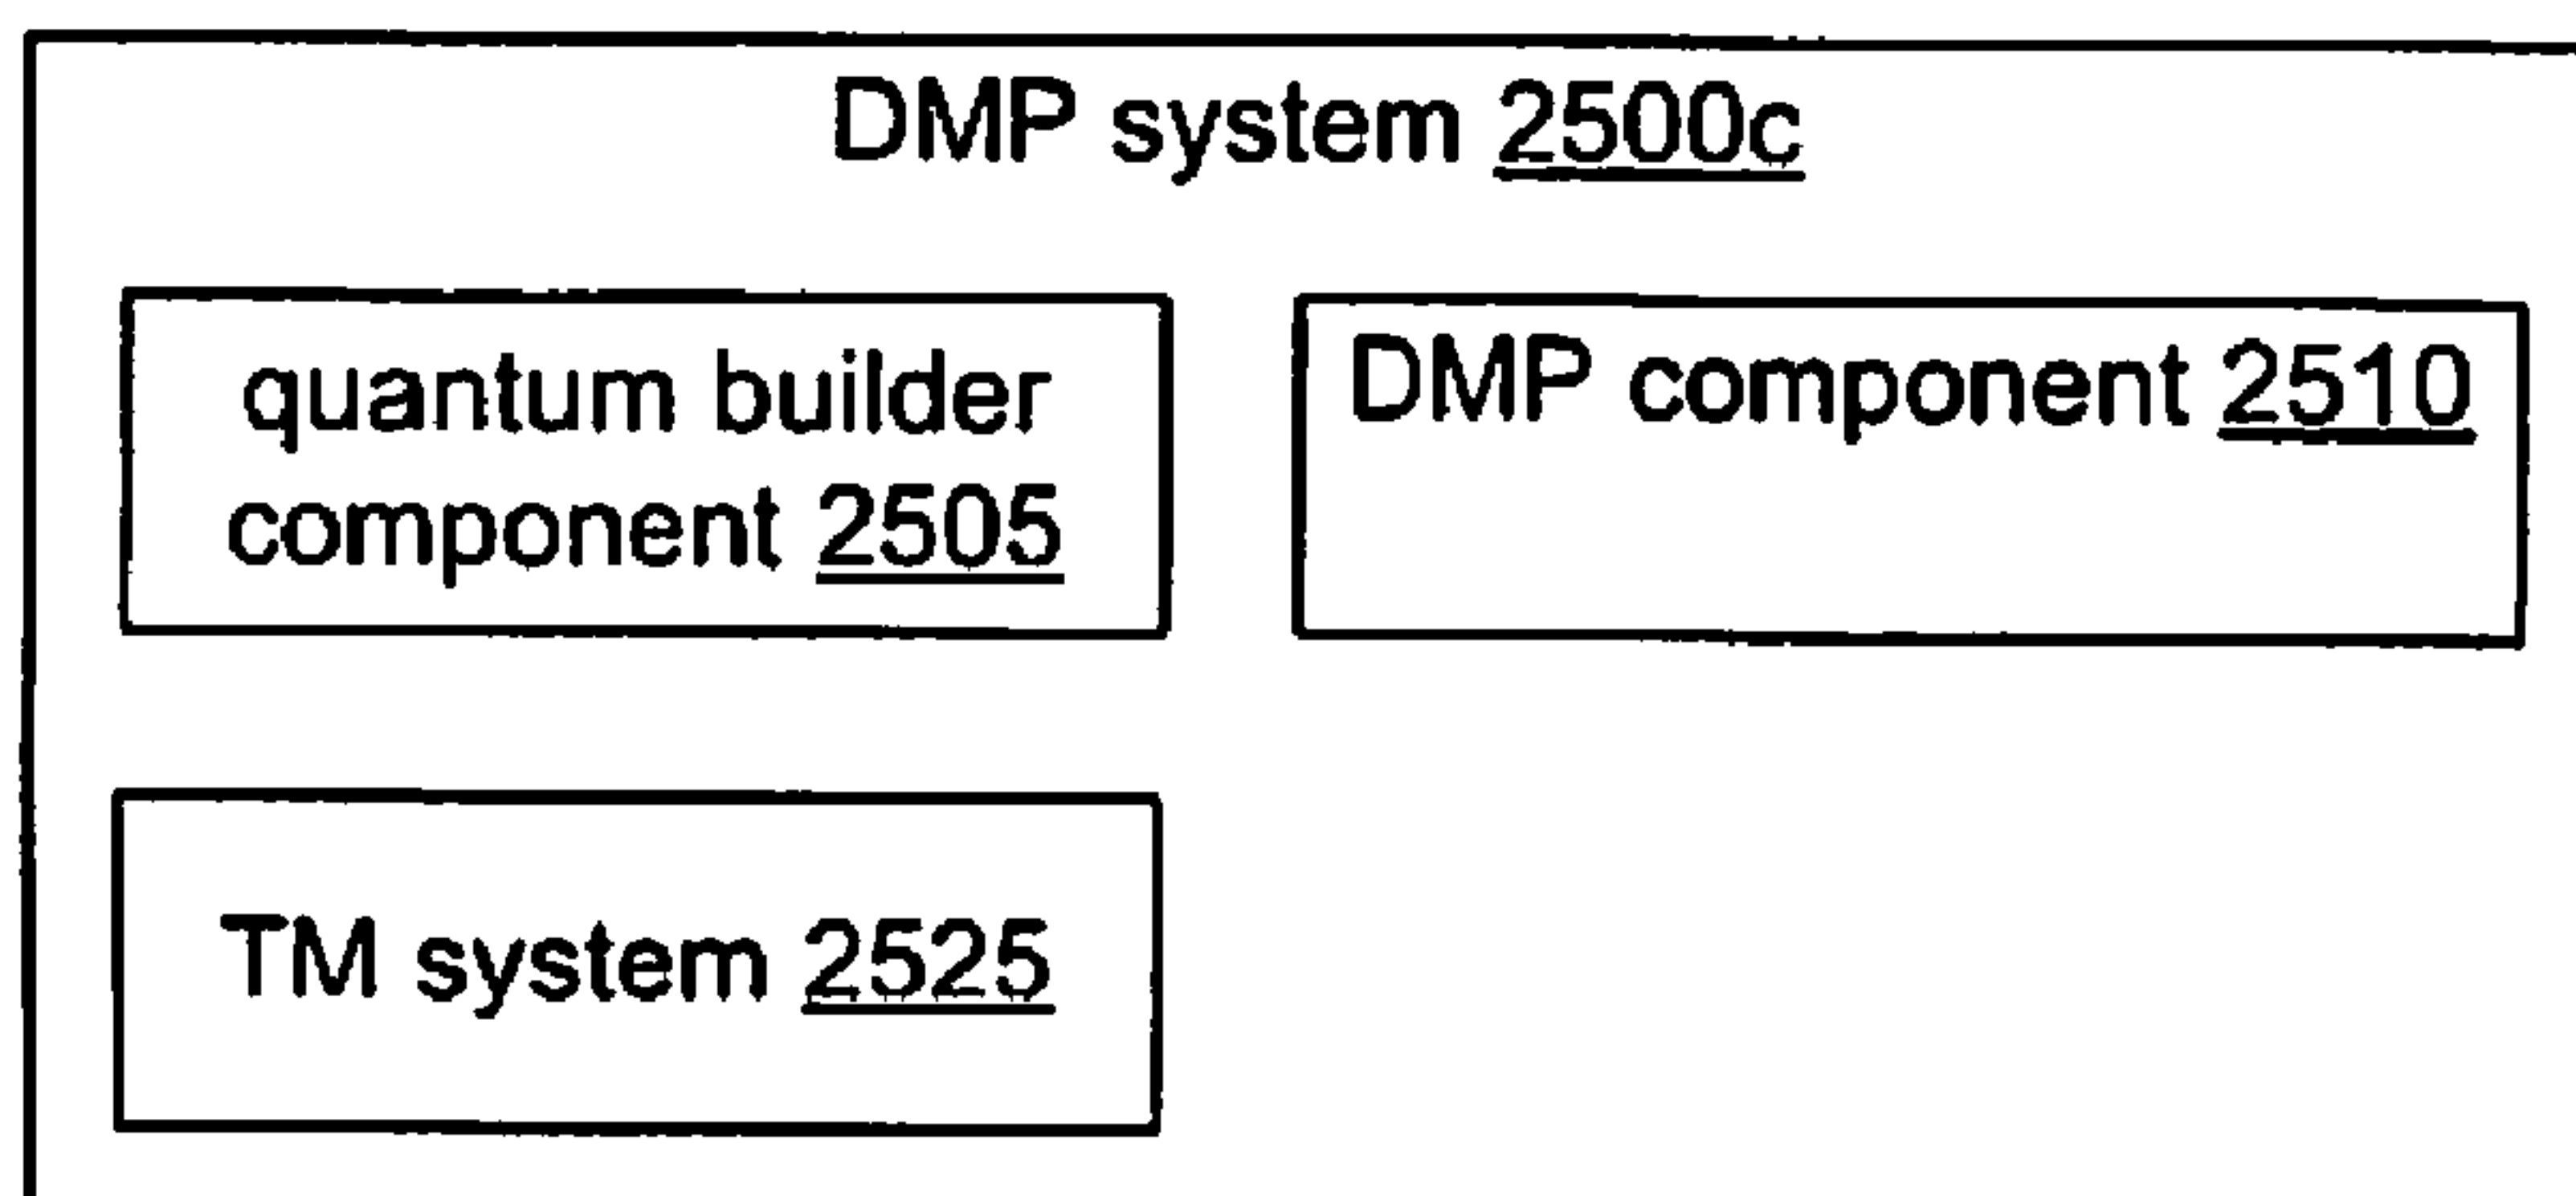 DMP system 2500c
quantum builder
component 2505
DMP component 2510
TM system 2525